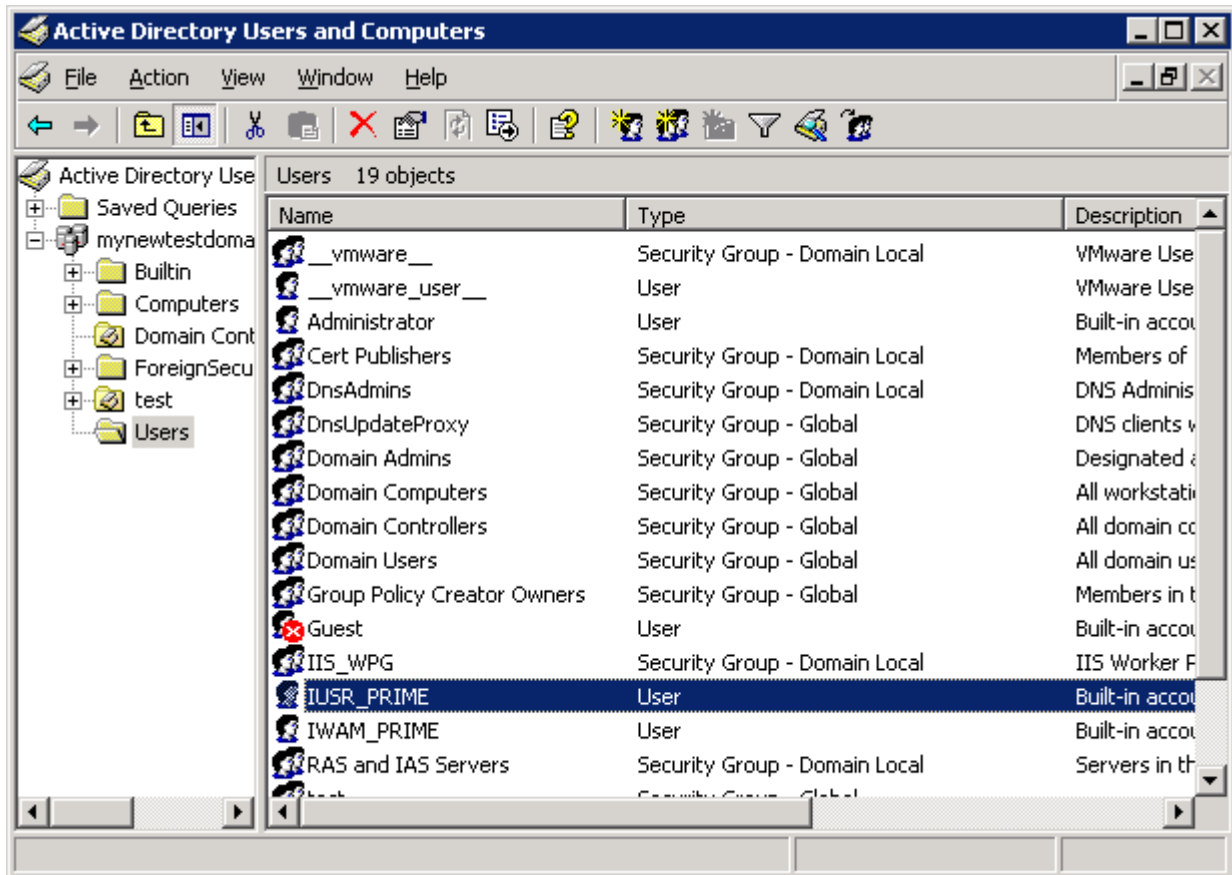 Active Directory Users and Computers
File Action View Window Help
Active Directory Use
Saved Queries
mynewtestdoma
Builtin
Computers
Domain Cont
ForeignSecu
test
Users
Users 19 objects
Name Type Description
__vmware__ Security Group - Domain Local VMware Use
__vmware_user__ User VMware Use
Administrator User Built-in accou
Cert Publishers Security Group - Domain Local Members of
DnsAdmins Security Group - Domain Local DNS Adminis
DnsUpdateProxy Security Group - Global DNS clients
Domain Admins Security Group - Global Designated
Domain Computers Security Group - Global All workstati
Domain Controllers Security Group - Global All domain co
Domain Users Security Group - Global All domain us
Group Policy Creator Owners Security Group - Global Members in t
Guest User Built-in accou
IIS_WPG Security Group - Domain Local IIS Worker P
IUSR_PRIME User Built-in accou
IWAM_PRIME User Built-in accou
RAS and IAS Servers Security Group - Domain Local Servers in th
test Security Group - Global